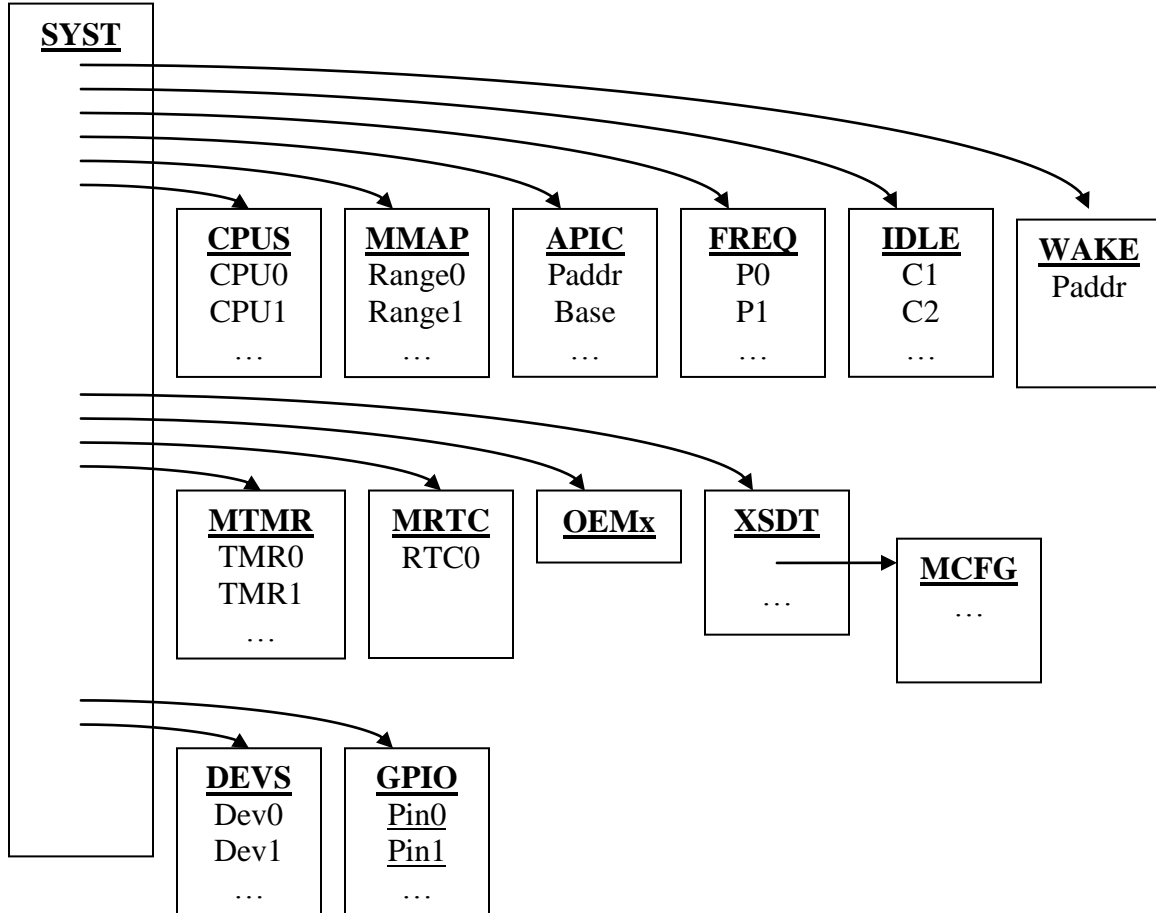 SYST
CPUS
CPU0
CPU1
…
MMAP
Range0
Range1
…
APIC
Paddr
Base
…
FREQ
P0
P1
…
IDLE
C1
C2
…
WAKE
Paddr
MTMR
TMR0
TMR1
…
MRTC
RTC0
OEMx
XSDT
…
MCFG
…
DEVS
Dev0
Dev1
…
GPIO
Pin0
Pin1
…